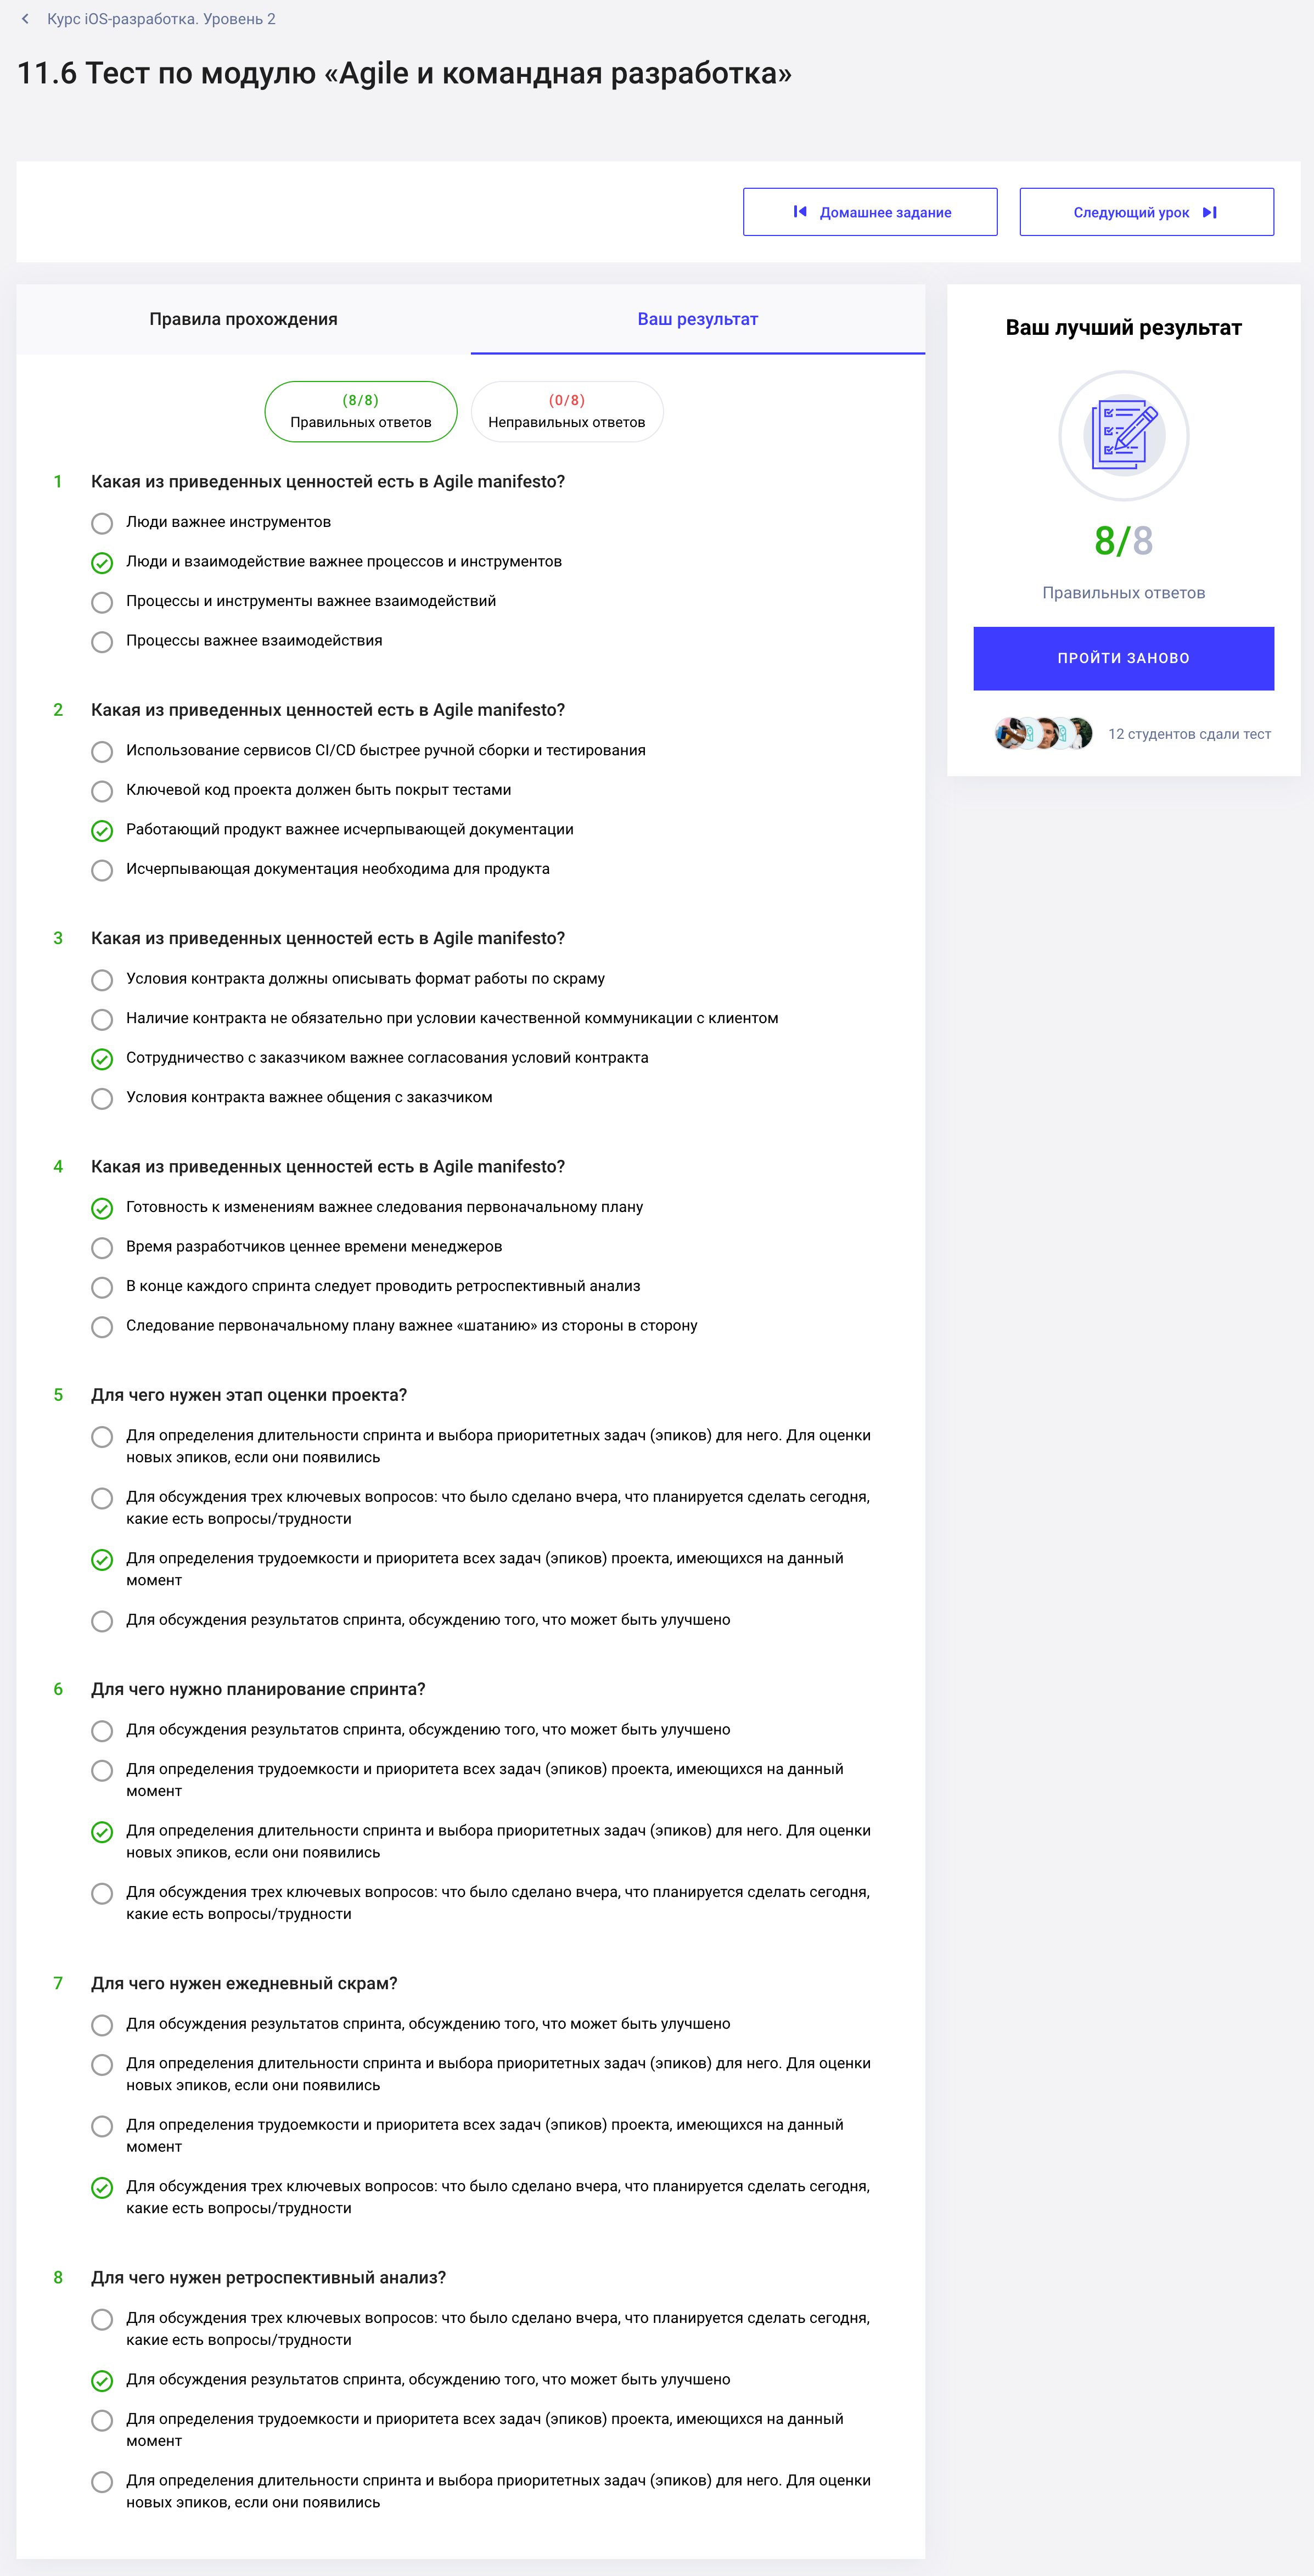 Курс iOS-разработка. Уровень 2
11.6 Тест по модулю «Agile и командная разработка»
Домашнее задание
Следующий урок
Правила прохождения
Ваш результат
(8/8)
Правильных ответов
(0/8)
Неправильных ответов
1 Какая из приведенных ценностей есть в Agile manifesto?
Люди важнее инструментов
Люди и взаимодействие важнее процессов и инструментов
Процессы и инструменты важнее взаимодействий
Процессы важнее взаимодействия
2 Какая из приведенных ценностей есть в Agile manifesto?
Использование сервисов CI/CD быстрее ручной сборки и тестирования
Ключевой код проекта должен быть покрыт тестами
Работающий продукт важнее исчерпывающей документации
Исчерпывающая документация необходима для продукта
3 Какая из приведенных ценностей есть в Agile manifesto?
Условия контракта должны описывать формат работы по скраму
Наличие контракта не обязательно при условии качественной коммуникации с клиентом
Сотрудничество с заказчиком важнее согласования условий контракта
Условия контракта важнее общения с заказчиком
4 Какая из приведенных ценностей есть в Agile manifesto?
Готовность к изменениям важнее следования первоначальному плану
Время разработчиков ценнее времени менеджеров
В конце каждого спринта следует проводить ретроспективный анализ
Следование первоначальному плану важнее «шатанию» из стороны в сторону
5 Для чего нужен этап оценки проекта?
Для определения длительности спринта и выбора приоритетных задач (эпиков) для него. Для оценки
новых эпиков, если они появились
Для обсуждения трех ключевых вопросов: что было сделано вчера, что планируется сделать сегодня,
какие есть вопросы/трудности
Для определения трудоемкости и приоритета всех задач (эпиков) проекта, имеющихся на данный
момент
Для обсуждения результатов спринта, обсуждению того, что может быть улучшено
6 Для чего нужно планирование спринта?
Для обсуждения результатов спринта, обсуждению того, что может быть улучшено
Для определения трудоемкости и приоритета всех задач (эпиков) проекта, имеющихся на данный
момент
Для определения длительности спринта и выбора приоритетных задач (эпиков) для него. Для оценки
новых эпиков, если они появились
Для обсуждения трех ключевых вопросов: что было сделано вчера, что планируется сделать сегодня,
какие есть вопросы/трудности
7 Для чего нужен ежедневный скрам?
Для обсуждения результатов спринта, обсуждению того, что может быть улучшено
Для определения длительности спринта и выбора приоритетных задач (эпиков) для него. Для оценки
новых эпиков, если они появились
Для определения трудоемкости и приоритета всех задач (эпиков) проекта, имеющихся на данный
момент
Для обсуждения трех ключевых вопросов: что было сделано вчера, что планируется сделать сегодня,
какие есть вопросы/трудности
8 Для чего нужен ретроспективный анализ?
Для обсуждения трех ключевых вопросов: что было сделано вчера, что планируется сделать сегодня,
какие есть вопросы/трудности
Для обсуждения результатов спринта, обсуждению того, что может быть улучшено
Для определения трудоемкости и приоритета всех задач (эпиков) проекта, имеющихся на данный
момент
Для определения длительности спринта и выбора приоритетных задач (эпиков) для него. Для оценки
новых эпиков, если они появились
Ваш лучший результат
8/8
Правильных ответов
ПРОЙТИ ЗАНОВО
12 студентов сдали тест